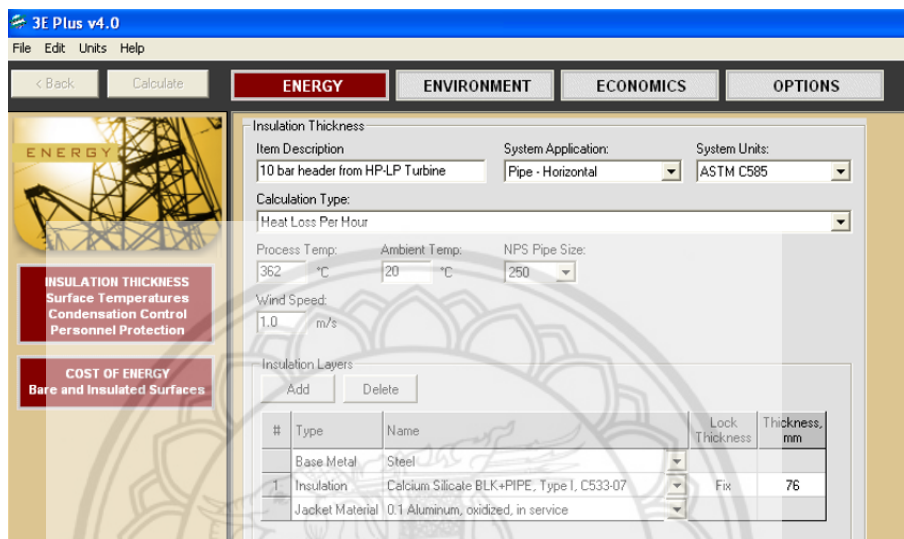 3E Plus v4.0
File Edit Units Help
< Back Calculate ENERGY ENVIRONMENT ECONOMICS OPTIONS
ENERGY
INSULATION THICKNESS
Surface Temperatures
Condensation Control
Personnel Protection
COST OF ENERGY
Bare and Insulated Surfaces
Insulation Thickness
Item Description System Application: System Units:
10 bar header from HP-LP Turbine Pipe - Horizontal ASTM C585
Calculation Type:
Heat Loss Per Hour
Process Temp: Ambient Temp: NPS Pipe Size:
362 °C 20 °C 250
Wind Speed:
1.0 m/s
Insulation Layers
Add Delete
# Type Name Lock Thickness Thickness, mm
Base Metal Steel
1 Insulation Calcium Silicate BLK+PIPE, Type I, C533-07 Fix 76
Jacket Material 0.1 Aluminum, oxidized, in service